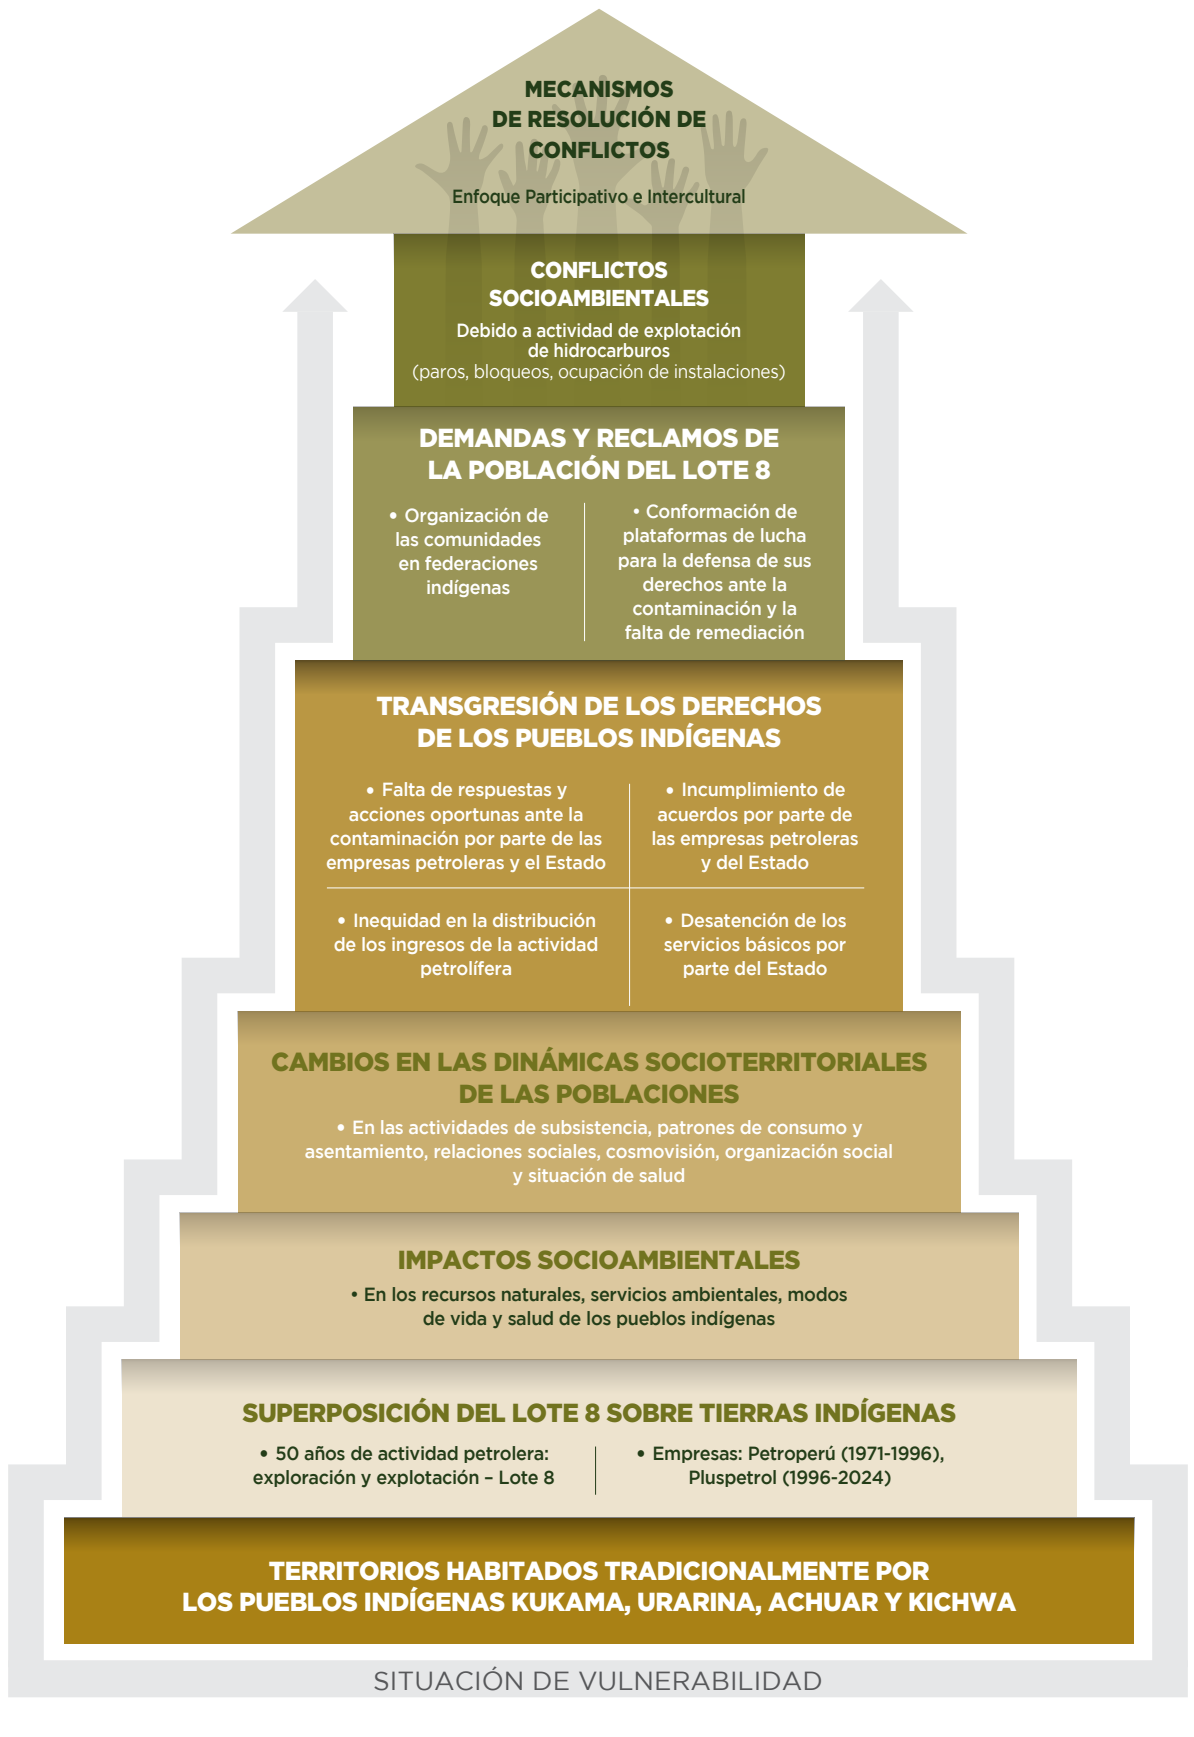 MECANISMOS
DE RESOLUCIÓN DE
CONFLICTOS
Enfoque Participativo e Intercultural
CONFLICTOS
SOCIOAMBIENTALES
Debido a actividad de explotación
de hidrocarburos
(paros, bloqueos, ocupación de instalaciones)
DEMANDAS Y RECLAMOS DE
LA POBLACIÓN DEL LOTE 8
• Organización de
las comunidades
en federaciones
indígenas
• Conformación de
plataformas de lucha
para la defensa de sus
derechos ante la
contaminación y la
falta de remediación
TRANSGRESIÓN DE LOS DERECHOS
DE LOS PUEBLOS INDÍGENAS
• Falta de respuestas y
acciones oportunas ante la
contaminación por parte de las
empresas petroleras y el Estado
• Incumplimiento de
acuerdos por parte de
las empresas petroleras
y del Estado
• Inequidad en la distribución
de los ingresos de la actividad
petrolífera
• Desatención de los
servicios básicos por
parte del Estado
CAMBIOS EN LAS DINÁMICAS SOCIOTERRITORIALES
DE LAS POBLACIONES
• En las actividades de subsistencia, patrones de consumo y
asentamiento, relaciones sociales, cosmovisión, organización social
y situación de salud
IMPACTOS SOCIOAMBIENTALES
• En los recursos naturales, servicios ambientales, modos
de vida y salud de los pueblos indígenas
SUPERPOSICIÓN DEL LOTE 8 SOBRE TIERRAS INDÍGENAS
• 50 años de actividad petrolera:
exploración y explotación – Lote 8
• Empresas: Petroperú (1971-1996),
Pluspetrol (1996-2024)
TERRITORIOS HABITADOS TRADICIONALMENTE POR
LOS PUEBLOS INDÍGENAS KUKAMA, URARINA, ACHUAR Y KICHWA
SITUACIÓN DE VULNERABILIDAD